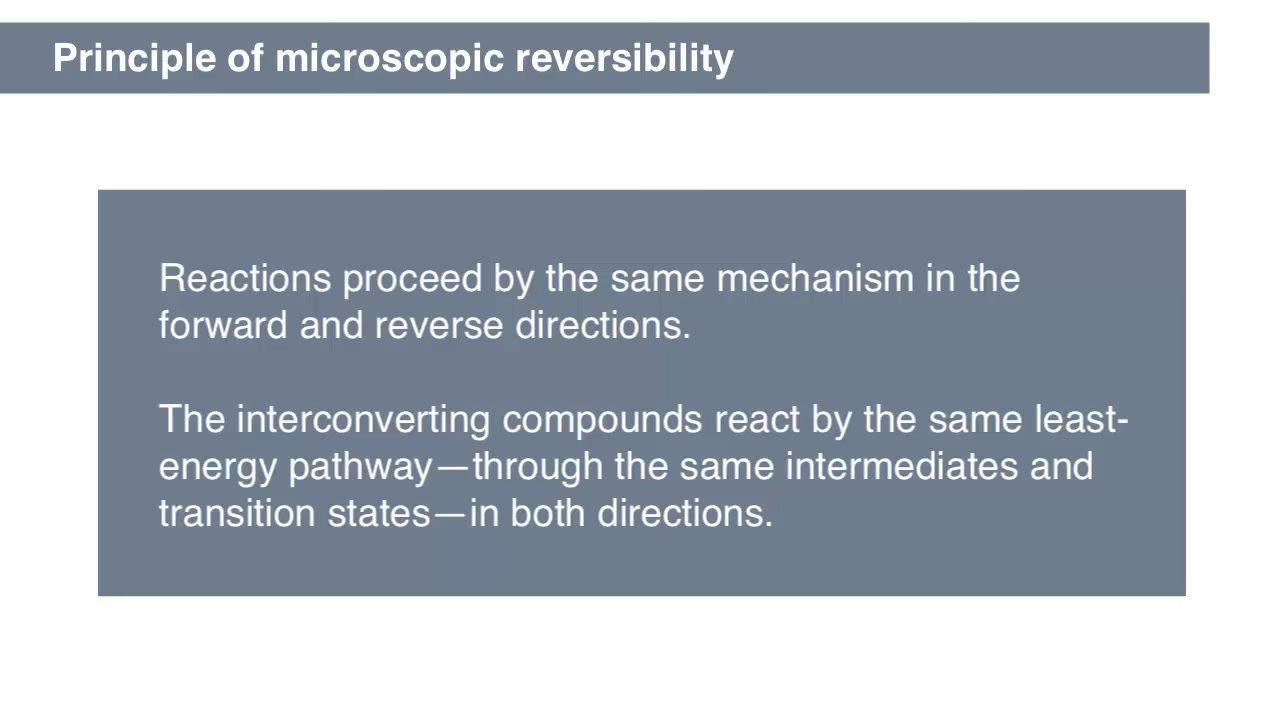 Principle of microscopic reversibility
Reactions proceed by the same mechanism in the
forward and reverse directions.
The interconverting compounds react by the same least-
energy pathway—through the same intermediates and
transition states—in both directions.